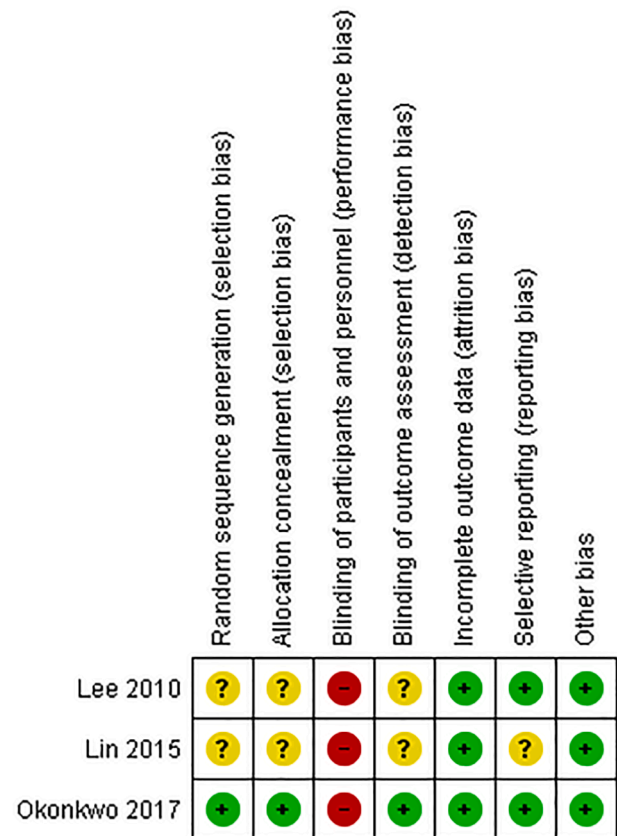 Random sequence generation (selection bias)
Allocation concealment (selection bias)
Blinding of participants and personnel (performance bias)
Blinding of outcome assessment (detection bias)
Incomplete outcome data (attrition bias)
Selective reporting (reporting bias)
Other bias
Lee 2010 ? ? - ? + + +
Lin 2015 ? ? - ? + ? +
Okonkwo 2017 + + - + + + +